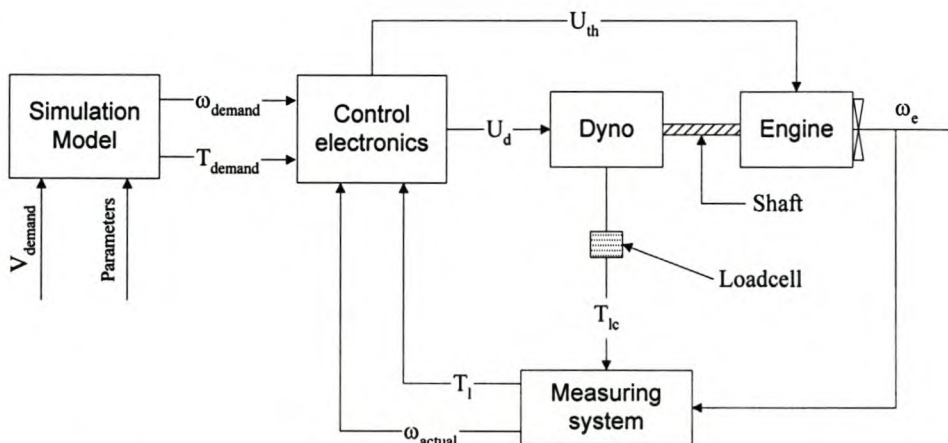 U_th
Simulation
Model
ω_demand
T_demand
Control
electronics
U_d
Dyno
Engine
ω_e
Shaft
V_demand
Parameters
Loadcell
T_lc
T_l
ω_actual
Measuring
system